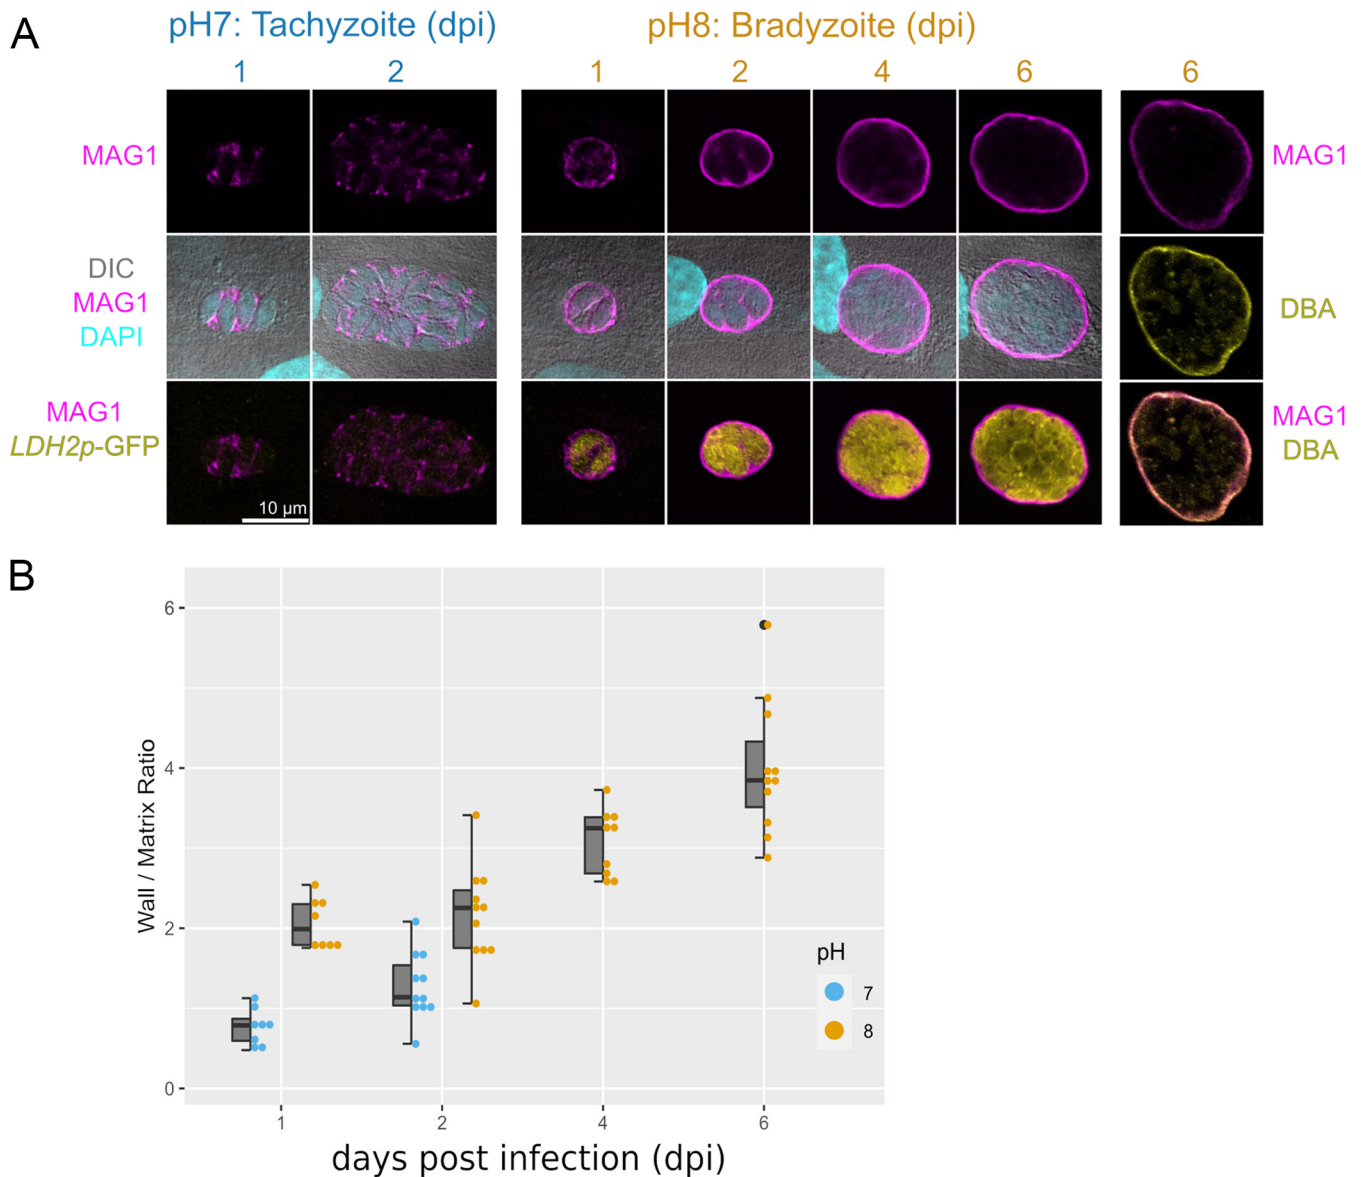 A
pH7: Tachyzoite (dpi)
pH8: Bradyzoite (dpi)
1 2 1 2 4 6 6
MAG1
MAG1
DIC
MAG1
DAPI
DBA
MAG1
LDH2p-GFP
MAG1
DBA
10 µm
B
Wall / Matrix Ratio
6
4
2
0
1 2 4 6
days post infection (dpi)
pH
7
8